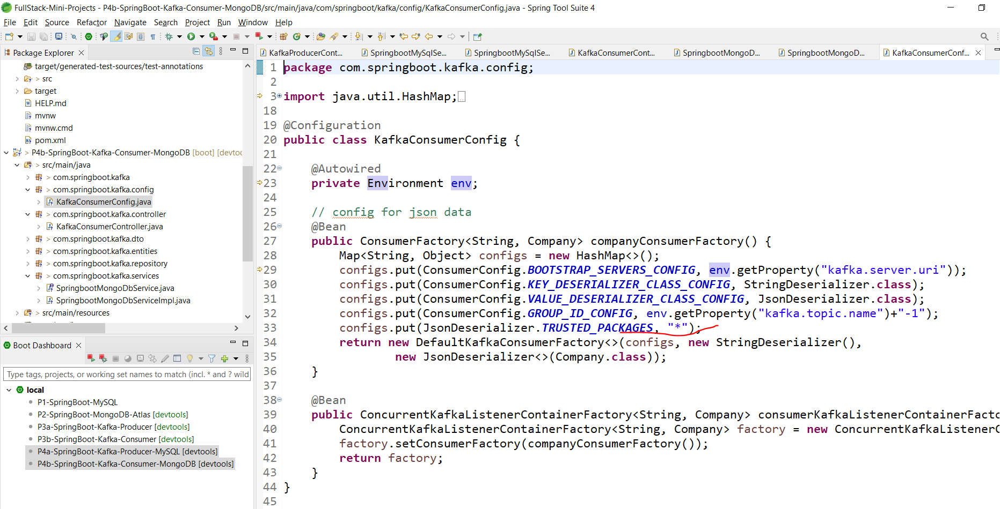 FullStack-Mini-Projects - P4b-SpringBoot-Kafka-Consumer-MongoDB/src/main/java/com/springboot/kafka/config/KafkaConsumerConfig.java - Spring Tool Suite 4
File Edit Source Refactor Navigate Search Project Run Window Help
Package Explorer
target/generated-test-sources/test-annotations
> src
target
HELP.md
mvnw
mvnw.cmd
pom.xml
> P4b-SpringBoot-Kafka-Consumer-MongoDB [boot] [devtoo
> src/main/java
> com.springboot.kafka
> com.springboot.kafka.config
KafkaConsumerConfig.java
> com.springboot.kafka.controller
KafkaConsumerController.java
> com.springboot.kafka.dto
> com.springboot.kafka.entities
> com.springboot.kafka.repository
> com.springboot.kafka.services
SpringbootMongoDbService.java
SpringbootMongoDbServiceImpl.java
> src/main/resources
Boot Dashboard
Type tags, projects, or working set names to match (incl. * and ? wild
local
P1-SpringBoot-MySQL
P2-SpringBoot-MongoDB-Atlas [devtools]
P3a-SpringBoot-Kafka-Producer [devtools]
P3b-SpringBoot-Kafka-Consumer [devtools]
P4a-SpringBoot-Kafka-Producer-MySQL [devtools]
P4b-SpringBoot-Kafka-Consumer-MongoDB [devtools]
KafkaProducerCont... SpringbootMySqlSe... SpringbootMySqlSe... KafkaConsumerCont... SpringbootMongoD... SpringbootMongoD... KafkaConsumerConf...
1 package com.springboot.kafka.config;
2
3 import java.util.HashMap;
18
19 @Configuration
20 public class KafkaConsumerConfig {
21
22 @Autowired
23 private Environment env;
24
25 // config for json data
26 @Bean
27 public ConsumerFactory<String, Company> companyConsumerFactory() {
28 Map<String, Object> configs = new HashMap<>();
29 configs.put(ConsumerConfig.BOOTSTRAP_SERVERS_CONFIG, env.getProperty("kafka.server.uri"));
30 configs.put(ConsumerConfig.KEY_DESERIALIZER_CLASS_CONFIG, StringDeserializer.class);
31 configs.put(ConsumerConfig.VALUE_DESERIALIZER_CLASS_CONFIG, JsonDeserializer.class);
32 configs.put(ConsumerConfig.GROUP_ID_CONFIG, env.getProperty("kafka.topic.name")+"-1");
33 configs.put(JsonDeserializer.TRUSTED_PACKAGES, "*");
34 return new DefaultKafkaConsumerFactory<>(configs, new StringDeserializer(),
35 new JsonDeserializer<>(Company.class));
36 }
37
38 @Bean
39 public ConcurrentKafkaListenerContainerFactory<String, Company> consumerKafkaListenerContainerFacto
40 ConcurrentKafkaListenerContainerFactory<String, Company> factory = new ConcurrentKafkaListenerC
41 factory.setConsumerFactory(companyConsumerFactory());
42 return factory;
43 }
44 }
45